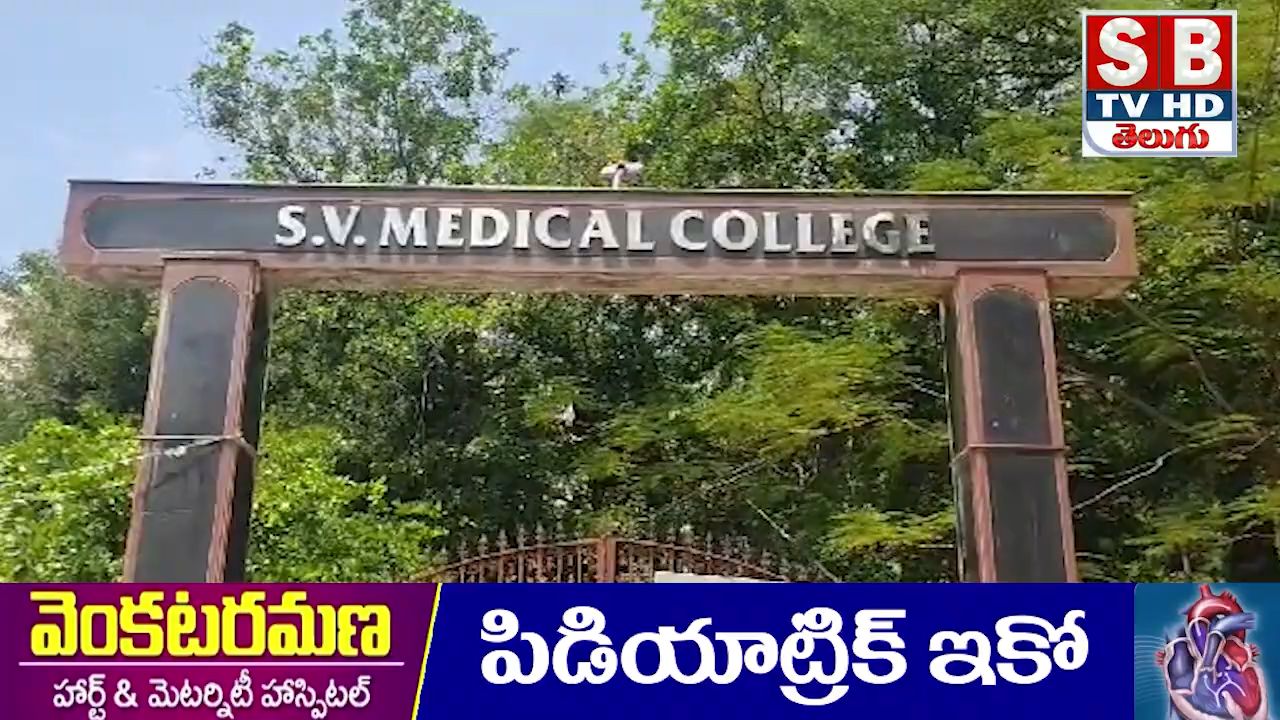 SB
TV HD
తెలుగు
S.V. MEDICAL COLLEGE
వెంకటరమణ
హార్ట్ & మెటర్నిటీ హాస్పిటల్
పిడియాట్రిక్ ఇకో